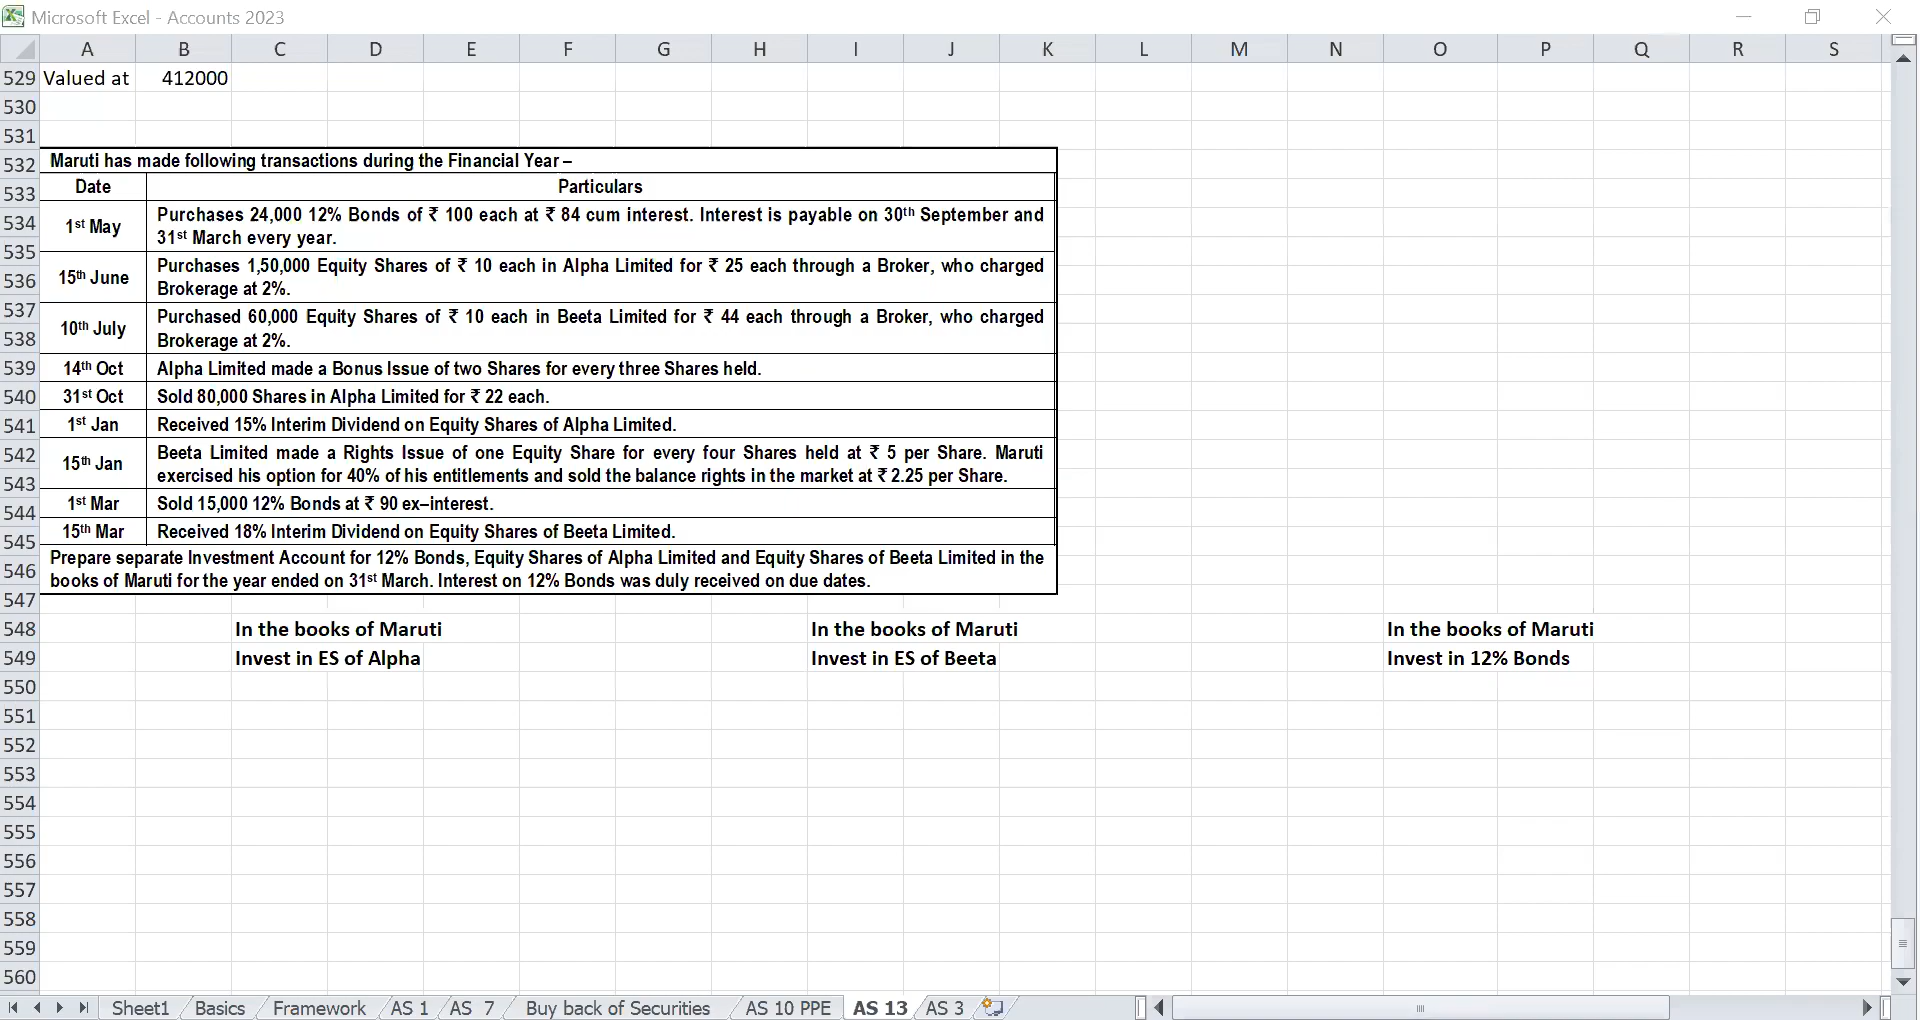 Microsoft Excel - Accounts 2023
A B C D E F G H I J K L M N O P Q R S
529 Valued at 412000
530
531
532 Maruti has made following transactions during the Financial Year –
533 Date Particulars
534 1st May Purchases 24,000 12% Bonds of ₹ 100 each at ₹ 84 cum interest. Interest is payable on 30th September and
535 31st March every year.
536 15th June Purchases 1,50,000 Equity Shares of ₹ 10 each in Alpha Limited for ₹ 25 each through a Broker, who charged
Brokerage at 2%.
537 10th July Purchased 60,000 Equity Shares of ₹ 10 each in Beeta Limited for ₹ 44 each through a Broker, who charged
538 Brokerage at 2%.
539 14th Oct Alpha Limited made a Bonus Issue of two Shares for every three Shares held.
540 31st Oct Sold 80,000 Shares in Alpha Limited for ₹ 22 each.
541 1st Jan Received 15% Interim Dividend on Equity Shares of Alpha Limited.
542 15th Jan Beeta Limited made a Rights Issue of one Equity Share for every four Shares held at ₹ 5 per Share. Maruti
543 exercised his option for 40% of his entitlements and sold the balance rights in the market at ₹ 2.25 per Share.
544 1st Mar Sold 15,000 12% Bonds at ₹ 90 ex–interest.
545 15th Mar Received 18% Interim Dividend on Equity Shares of Beeta Limited.
546 Prepare separate Investment Account for 12% Bonds, Equity Shares of Alpha Limited and Equity Shares of Beeta Limited in the
books of Maruti for the year ended on 31st March. Interest on 12% Bonds was duly received on due dates.
547
548 In the books of Maruti In the books of Maruti In the books of Maruti
549 Invest in ES of Alpha Invest in ES of Beeta Invest in 12% Bonds
550
551
552
553
554
555
556
557
558
559
560
Sheet1 Basics Framework AS 1 AS 7 Buy back of Securities AS 10 PPE AS 13 AS 3